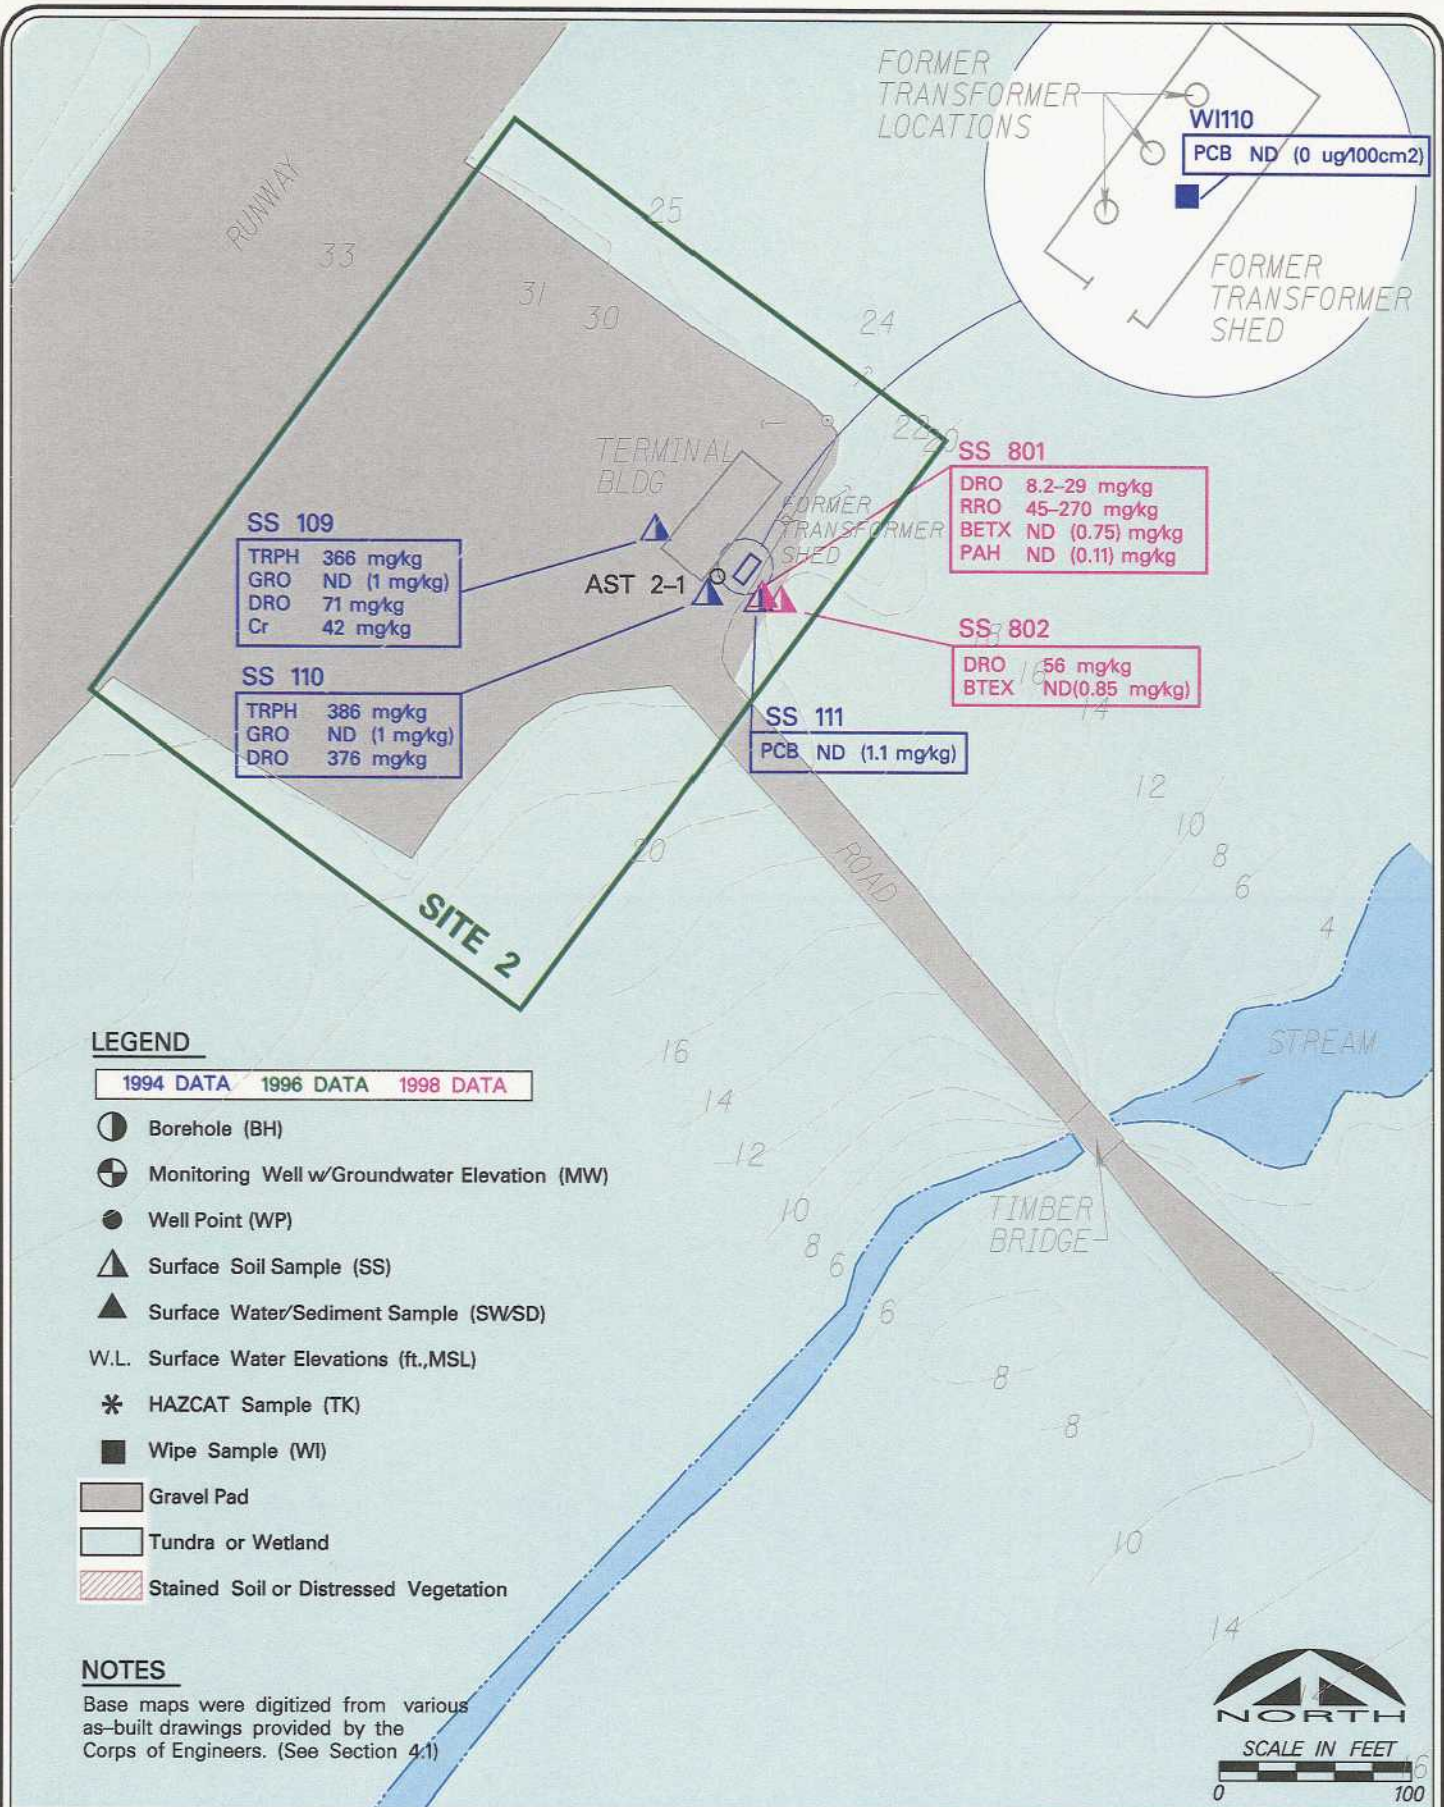 FORMER
TRANSFORMER
LOCATIONS
WI110
PCB ND (0 ug/100cm2)
FORMER
TRANSFORMER
SHED
RUNWAY
33
31
30
25
24
22
20
TERMINAL
BLDG
FORMER
TRANSFORMER
SHED
SS 801
DRO 8.2-29 mg/kg
RRO 45-270 mg/kg
BETX ND (0.75) mg/kg
PAH ND (0.11) mg/kg
SS 109
TRPH 366 mg/kg
GRO ND (1 mg/kg)
DRO 71 mg/kg
Cr 42 mg/kg
AST 2-1
SS 802
DRO 56 mg/kg
BTEX ND(0.85 mg/kg)
18
16
14
SS 110
TRPH 386 mg/kg
GRO ND (1 mg/kg)
DRO 376 mg/kg
SS 111
PCB ND (1.1 mg/kg)
12
10
8
6
4
20
ROAD
SITE 2
STREAM
16
14
12
10
8
6
6
TIMBER
BRIDGE
8
8
10
14
LEGEND
1994 DATA 1996 DATA 1998 DATA
Borehole (BH)
Monitoring Well w/Groundwater Elevation (MW)
Well Point (WP)
Surface Soil Sample (SS)
Surface Water/Sediment Sample (SW/SD)
W.L. Surface Water Elevations (ft.,MSL)
HAZCAT Sample (TK)
Wipe Sample (WI)
Gravel Pad
Tundra or Wetland
Stained Soil or Distressed Vegetation
NOTES
Base maps were digitized from various
as-built drawings provided by the
Corps of Engineers. (See Section 4.1)
NORTH
SCALE IN FEET
16
0 100